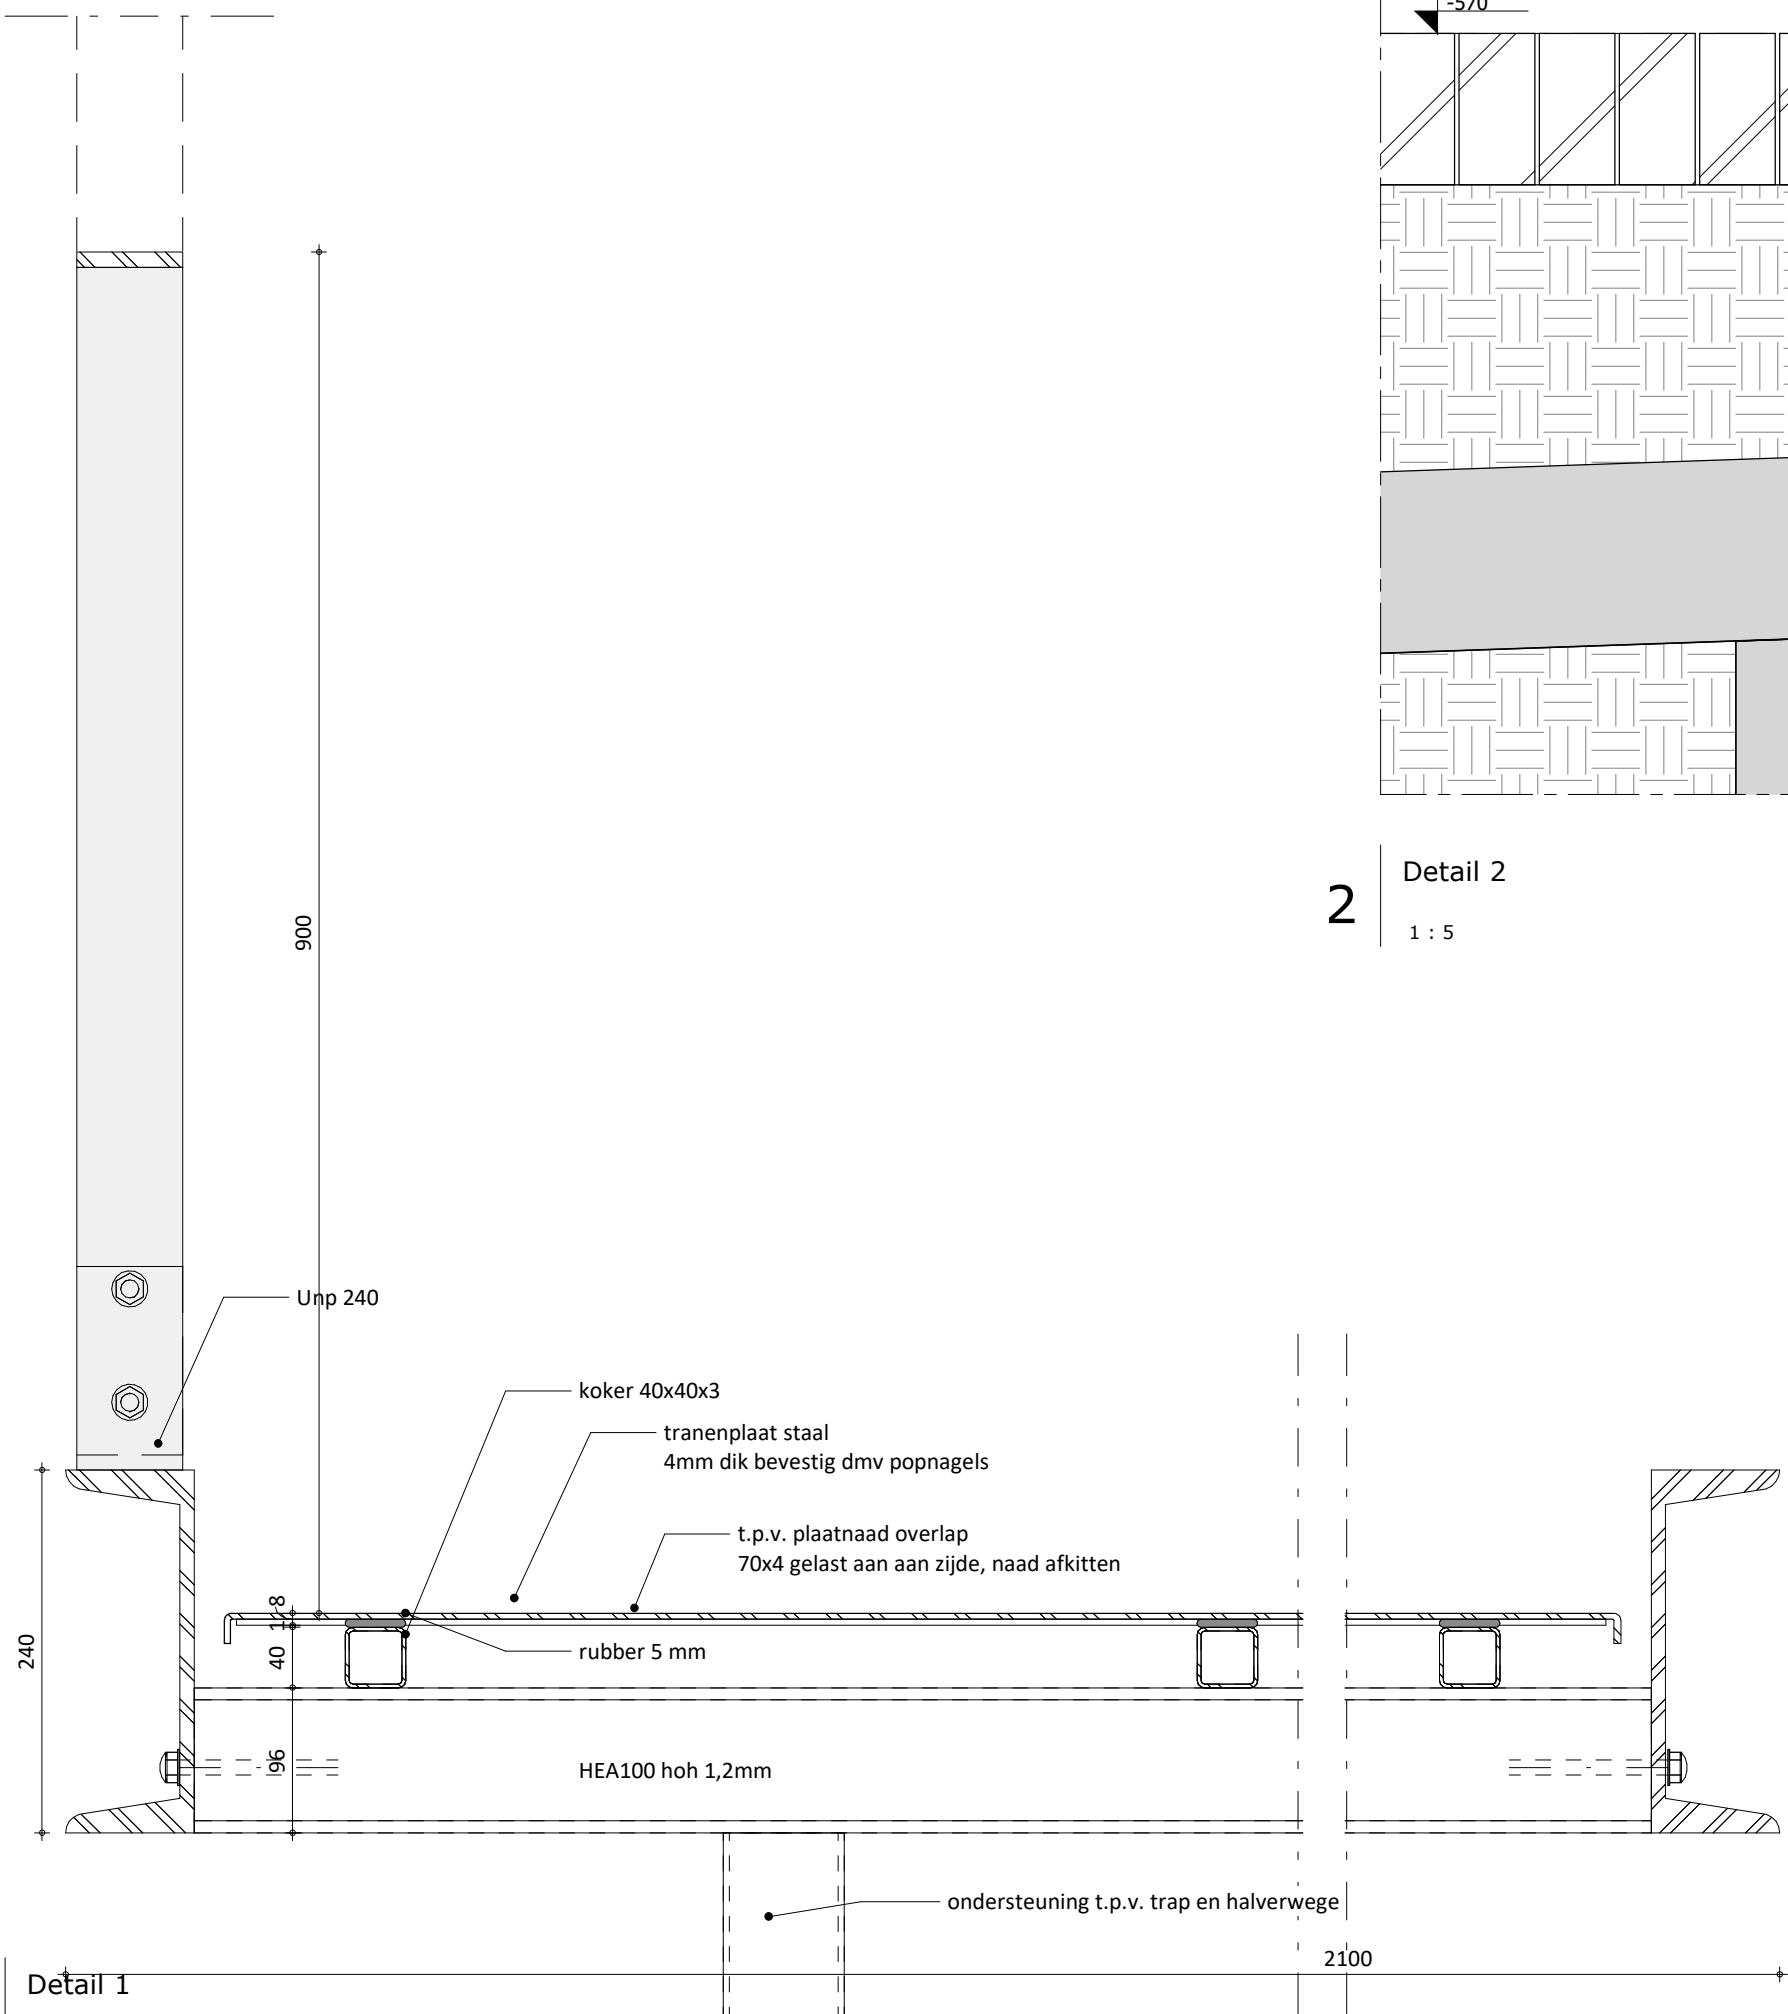 -570
Detail 2
2
1 : 5
900
Unp 240
koker 40x40x3
tranenplaat staal
4mm dik bevestig dmv popnagels
t.p.v. plaatnaad overlap
70x4 gelast aan aan zijde, naad afkitten
8
1
rubber 5 mm
240
40
96
HEA100 hoh 1,2mm
ondersteuning t.p.v. trap en halverwege
2100
Detail 1